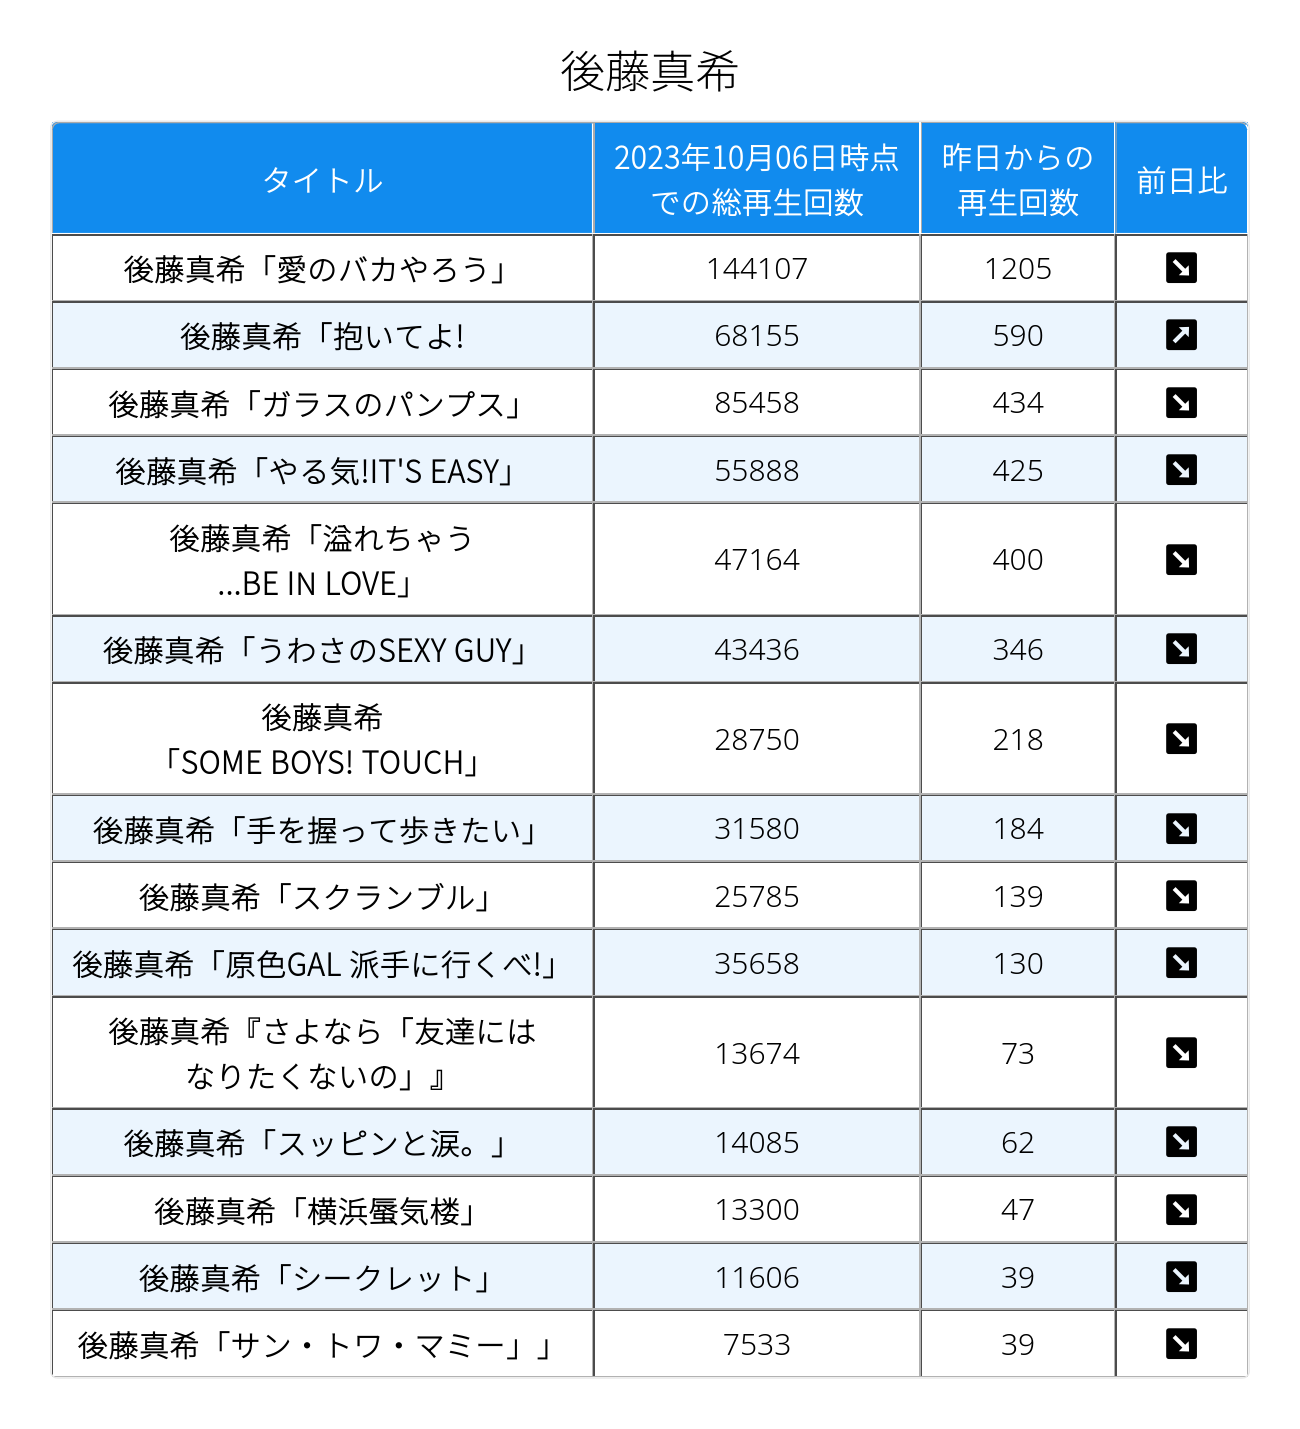 後藤真希
タイトル
2023年10月06日時点
での総再生回数
昨日からの
再生回数
前日比
後藤真希「愛のバカやろう」 144107 1205
後藤真希「抱いてよ! 68155 590
後藤真希「ガラスのパンプス」 85458 434
後藤真希「やる気!IT'S EASY」 55888 425
後藤真希「溢れちゃう
...BE IN LOVE」 47164 400
後藤真希「うわさのSEXY GUY」 43436 346
後藤真希
「SOME BOYS! TOUCH」 28750 218
後藤真希「手を握って歩きたい」 31580 184
後藤真希「スクランブル」 25785 139
後藤真希「原色GAL 派手に行くべ!」 35658 130
後藤真希『さよなら「友達には
なりたくないの」』 13674 73
後藤真希「スッピンと涙。」 14085 62
後藤真希「横浜蜃気楼」 13300 47
後藤真希「シークレット」 11606 39
後藤真希「サン・トワ・マミー」」 7533 39